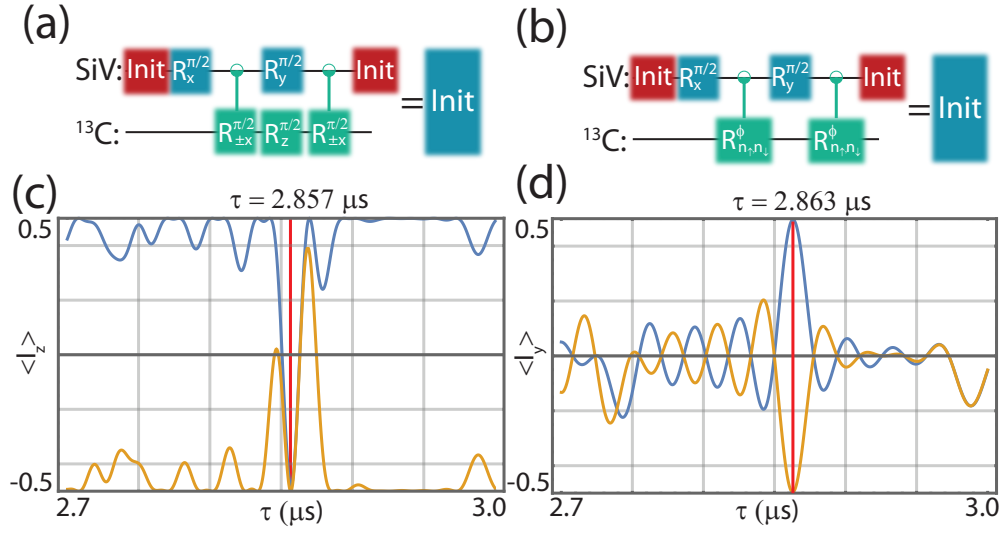 (a)
SiV: Init R_x^{π/2} R_y^{π/2} Init = Init
¹³C: R_{±x}^{π/2} R_z^{π/2} R_{±x}^{π/2}
(b)
SiV: Init R_x^{π/2} R_y^{π/2} Init = Init
¹³C: R_{n↑n↓}^{ϕ} R_{n↑n↓}^{ϕ}
(c)
τ = 2.857 μs
0.5
<I_z>
-0.5
2.7 τ (μs) 3.0
(d)
τ = 2.863 μs
0.5
<I_y>
-0.5
2.7 τ (μs) 3.0